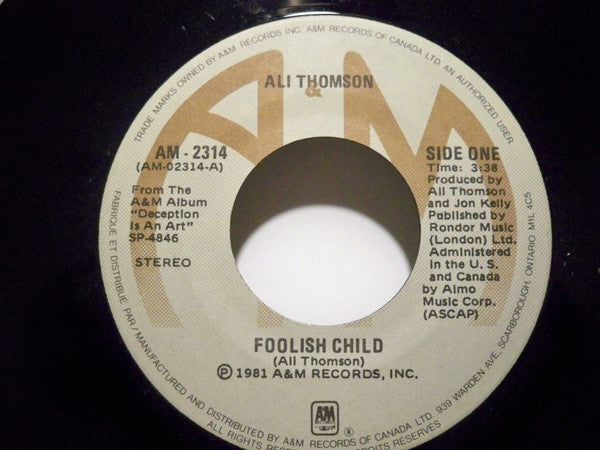 TRADE MARKS OWNED BY A&M RECORDS INC. A&M RECORDS OF CANADA LTD. AN AUTHORIZED USER
ALI THOMSON
A&M
AM - 2314
(AM-02314-A)
From The
A&M Album
"Deception
Is An Art"
SP-4846
STEREO
SIDE ONE
Time: 3:38
Produced by
Ali Thomson
and Jon Kelly
Published by
Rondor Music
(London) Ltd.
Administered
in the U. S.
and Canada
by Almo
Music Corp.
(ASCAP)
FOOLISH CHILD
(Ali Thomson)
℗ 1981 A&M RECORDS, INC.
A&M
®
FABRIQUE ET DISTRIBUE PAR / MANUFACTURED AND DISTRIBUTED BY A&M RECORDS OF CANADA LTD. 939 WARDEN AVE. SCARBOROUGH, ONTARIO M1L 4C5
ALL RIGHTS RESERVES